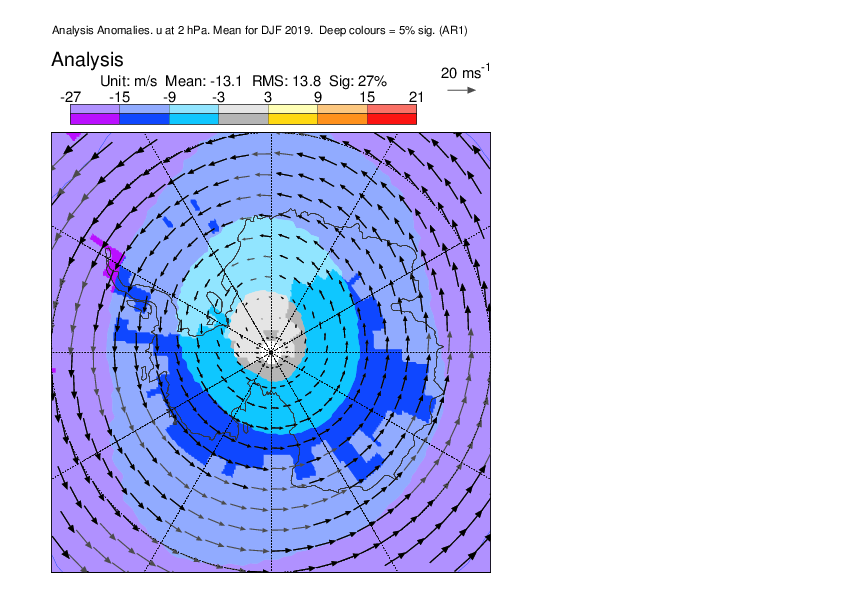 Analysis Anomalies. u at 2 hPa. Mean for DJF 2019.  Deep colours = 5% sig. (AR1)
Analysis
20 ms⁻¹
Unit: m/s  Mean: -13.1  RMS: 13.8  Sig: 27%
-27 -15 -9 -3 3 9 15 21